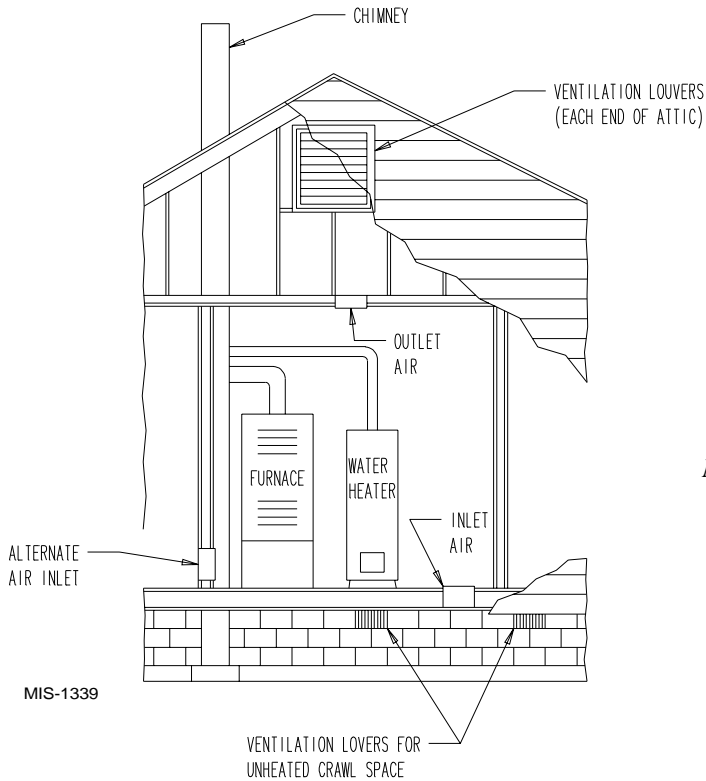 CHIMNEY
VENTILATION LOUVERS
(EACH END OF ATTIC)
OUTLET
AIR
FURNACE
WATER
HEATER
INLET
AIR
ALTERNATE
AIR INLET
MIS-1339
VENTILATION LOVERS FOR
UNHEATED CRAWL SPACE